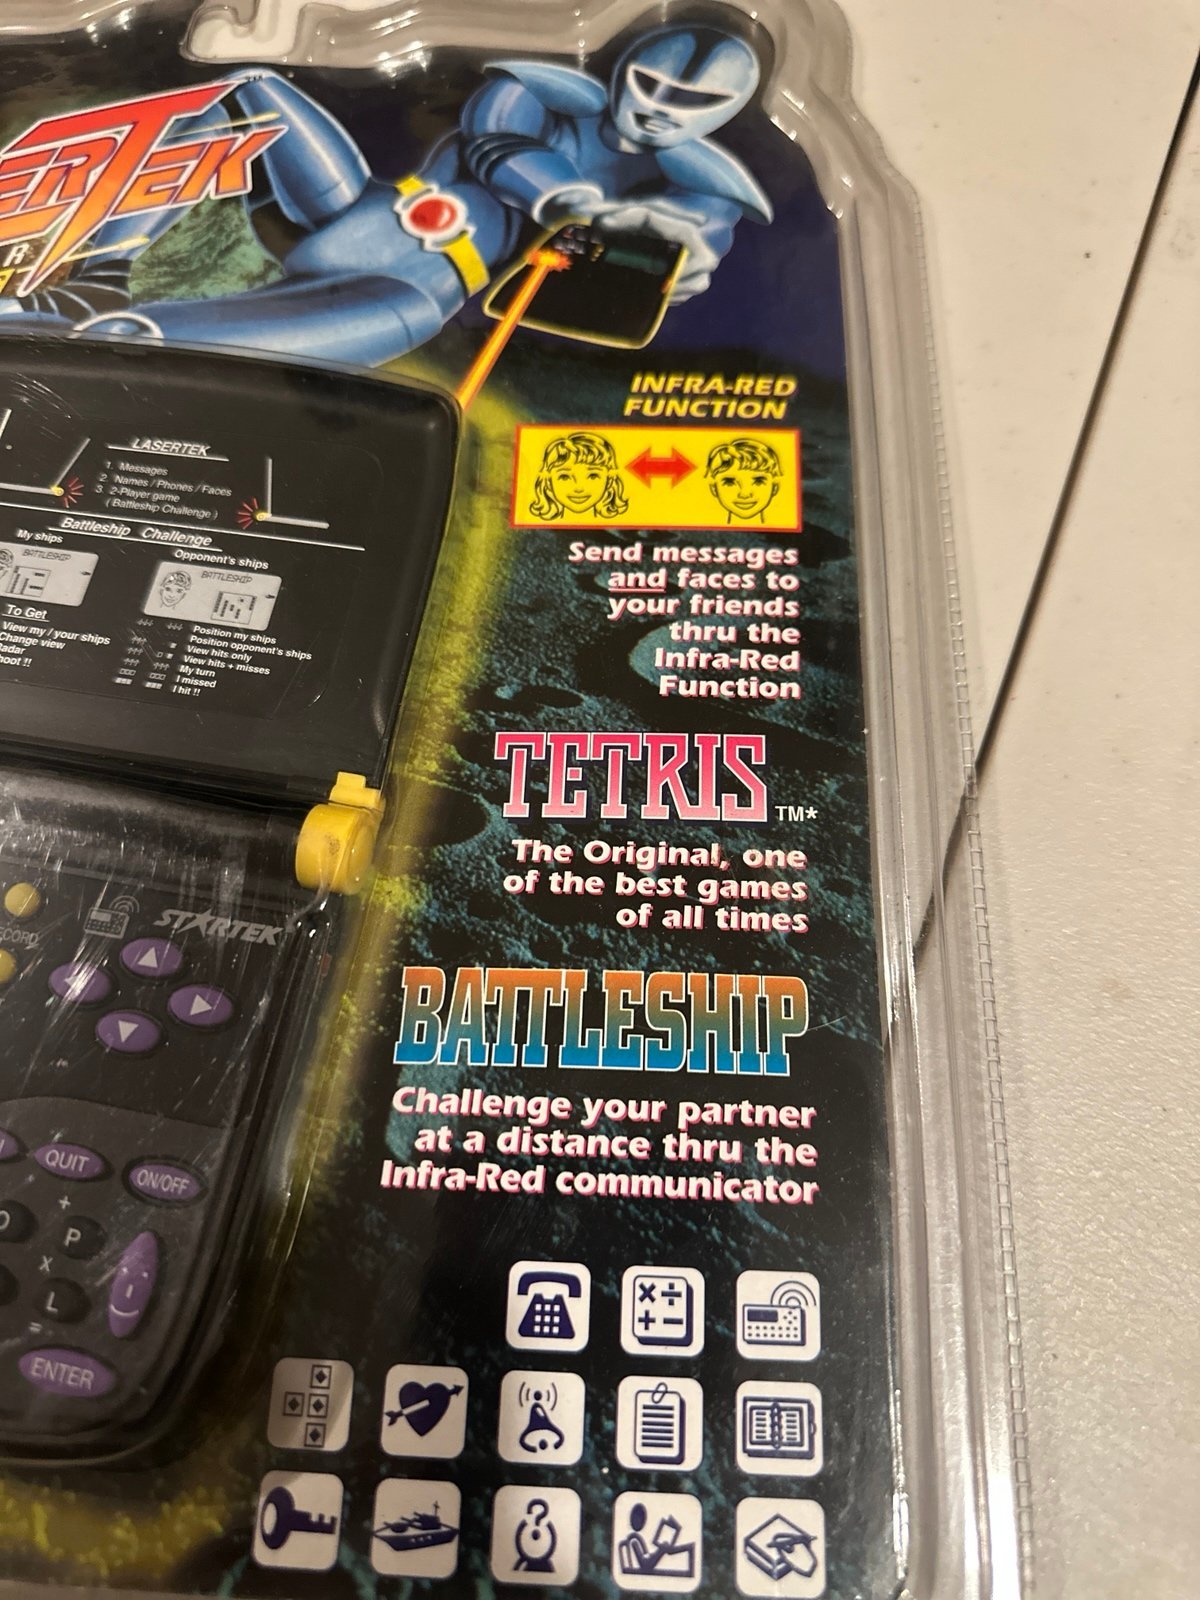 ERTEK
TM
R
INFRA-RED
FUNCTION
LASERTEK
1. Messages
2. Names / Phones / Faces
3. 2-Player game
( Battleship Challenge )
Battleship Challenge
My ships
Opponent's ships
BATTLESHIP
BATTLESHIP
To Get
View my / your ships
Change view
Radar
hoot !!
Position my ships
Position opponent's ships
View hits only
View hits + misses
My turn
I missed
I hit !!
Send messages
and faces to
your friends
thru the
Infra-Red
Function
TETRIS TM*
The Original, one
of the best games
of all times
BATTLESHIP
Challenge your partner
at a distance thru the
Infra-Red communicator
ECORD
STARTEK
QUIT
ON/OFF
+
O
P
x
L
=
ENTER